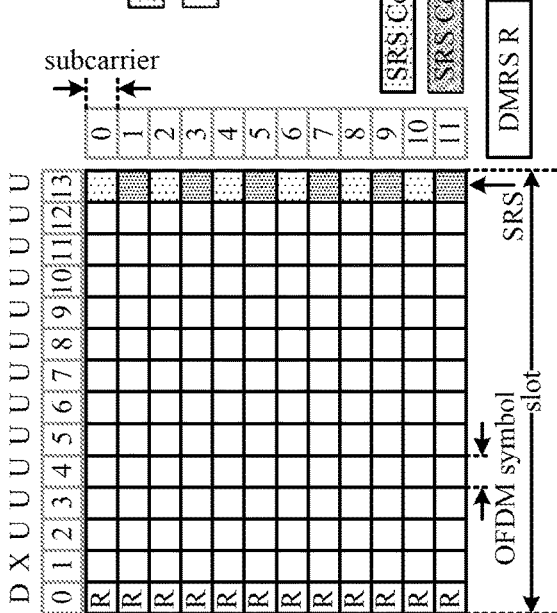 subcarrier
0 1 2 3 4 5 6 7 8 9 10 11
D X U U U U U U U U U U U U
0 1 2 3 4 5 6 7 8 9 10 11 12 13
R R R R R R R R R R R R
SRS
OFDM symbol
slot
SRS
SRS
DMRS R